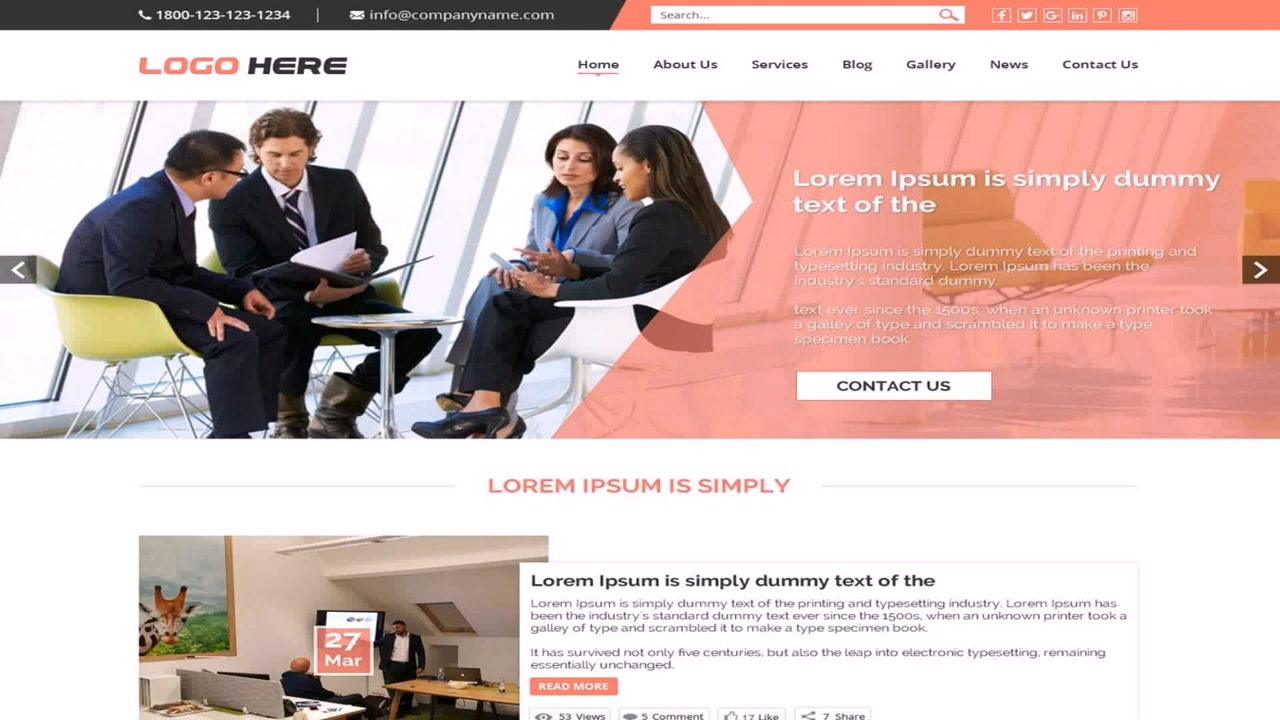 1800-123-123-1234 | info@companyname.com Search...
LOGO HERE
Home About Us Services Blog Gallery News Contact Us
Lorem Ipsum is simply dummy
text of the
Lorem Ipsum is simply dummy text of the printing and
typesetting industry. Lorem Ipsum has been the
industry's standard dummy.
text ever since the 1500s, when an unknown printer took
a galley of type and scrambled it to make a type
specimen book.
CONTACT US
LOREM IPSUM IS SIMPLY
27
Mar
Lorem Ipsum is simply dummy text of the
Lorem Ipsum is simply dummy text of the printing and typesetting industry. Lorem Ipsum has
been the industry's standard dummy text ever since the 1500s, when an unknown printer took a
galley of type and scrambled it to make a type specimen book.
It has survived not only five centuries, but also the leap into electronic typesetting, remaining
essentially unchanged.
READ MORE
53 Views 5 Comment 17 Like 7 Share